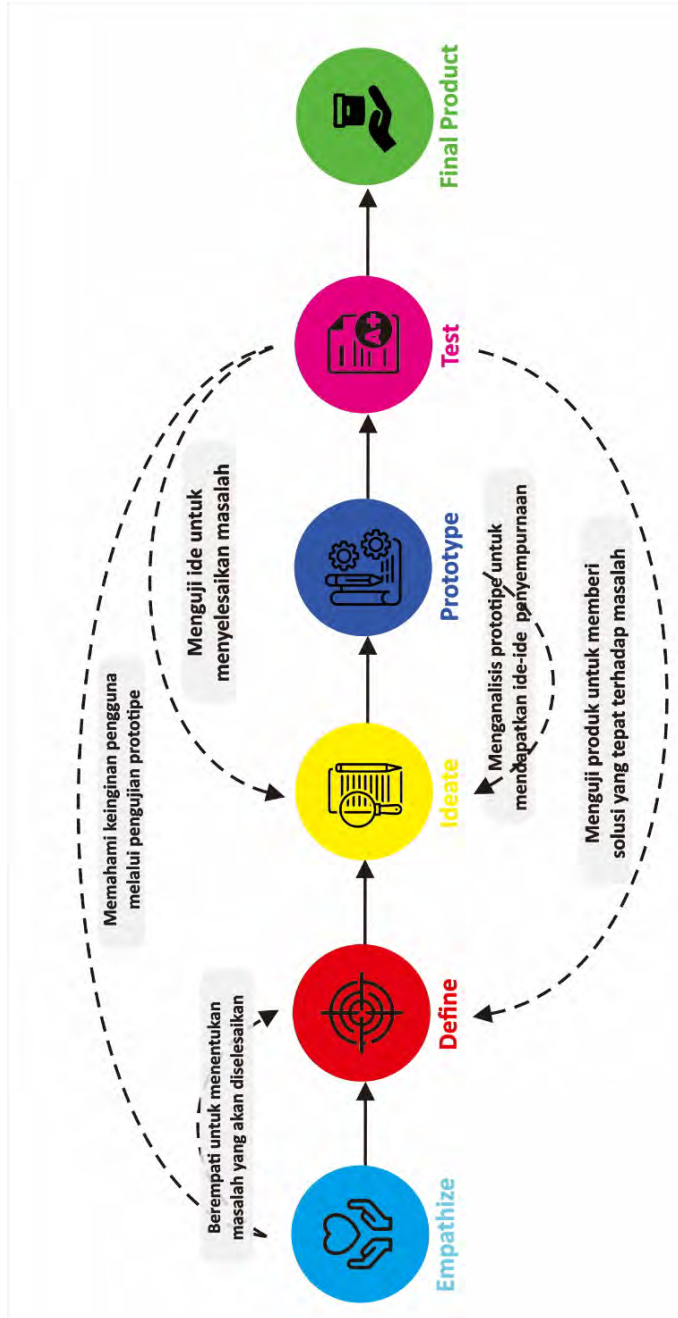 Memahami keinginan pengguna
melalui pengujian prototipe
Menguji ide untuk
menyelesaikan masalah
Berempati untuk menentukan
masalah yang akan diselesaikan
A+
Empathize
Define
Ideate
Prototype
Test
Final Product
Menganalisis prototipe untuk
mendapatkan ide-ide penyempurnaan
Menguji produk untuk memberi
solusi yang tepat terhadap masalah